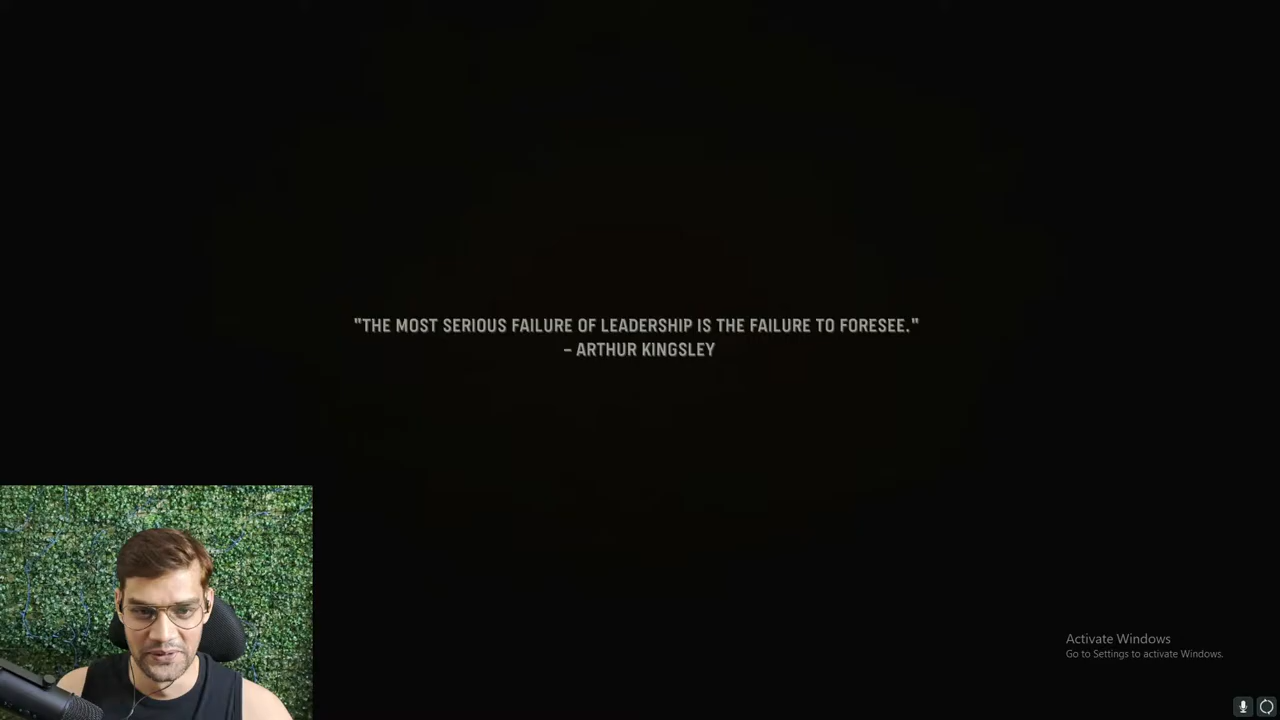 "THE MOST SERIOUS FAILURE OF LEADERSHIP IS THE FAILURE TO FORESEE."
– ARTHUR KINGSLEY
Activate Windows
Go to Settings to activate Windows.